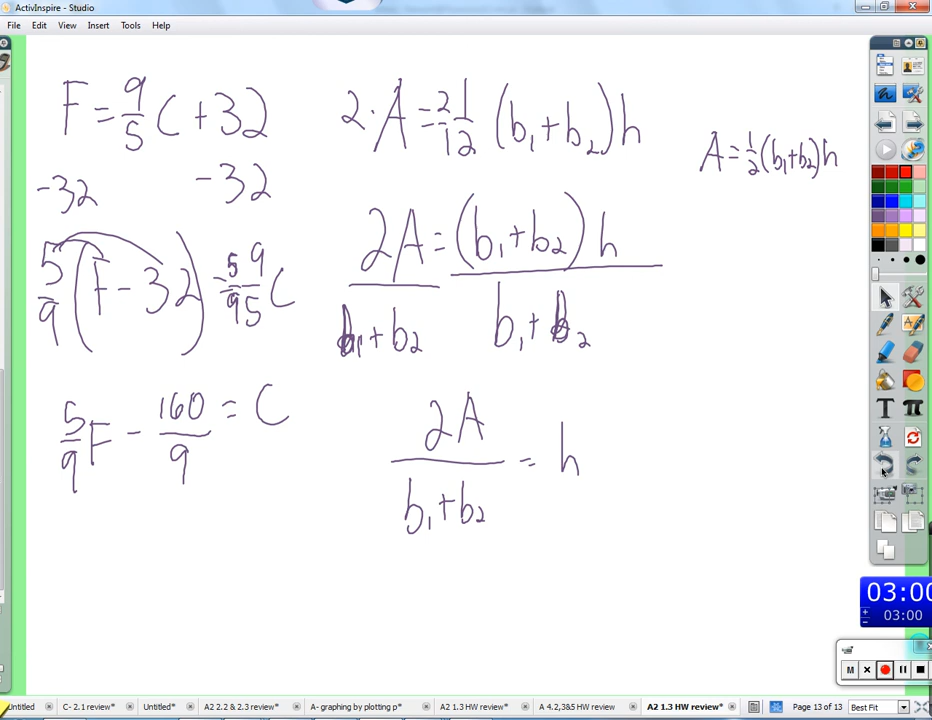 ActivInspire - Studio
File Edit View Insert Tools Help
F = 9/5 C + 32
-32 -32
5/9 (F - 32) = 5/9 9/5 C
5/9 F - 160/9 = C
2 · A = 2 1/2 (b₁ + b₂) h
2A = (b₁ + b₂) h
b₁ + b₂ b₁ + b₂
2A / b₁ + b₂ = h
A = 1/2 (b₁ + b₂) h
T π
03:00
03:00
M
Untitled C- 2.1 review* Untitled* A2 2.2 & 2.3 review* A- graphing by plotting p* A2 1.3 HW review* A 4.2,3&5 HW review A2 1.3 HW review* Page 13 of 13 Best Fit